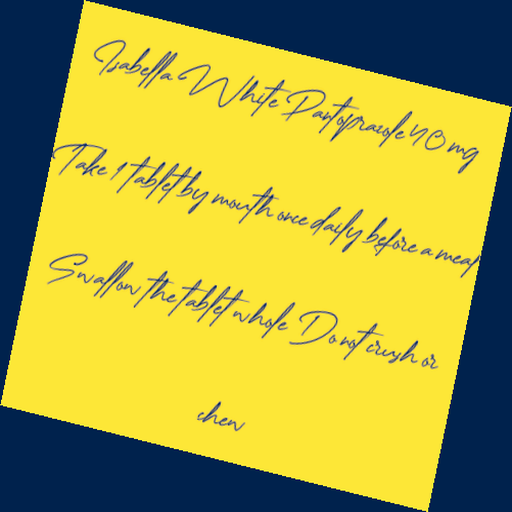 Isabella White Pantoprazole 40 mg
Take 1 tablet by mouth once daily before a meal
Swallow the tablet whole Do not crush or
chew